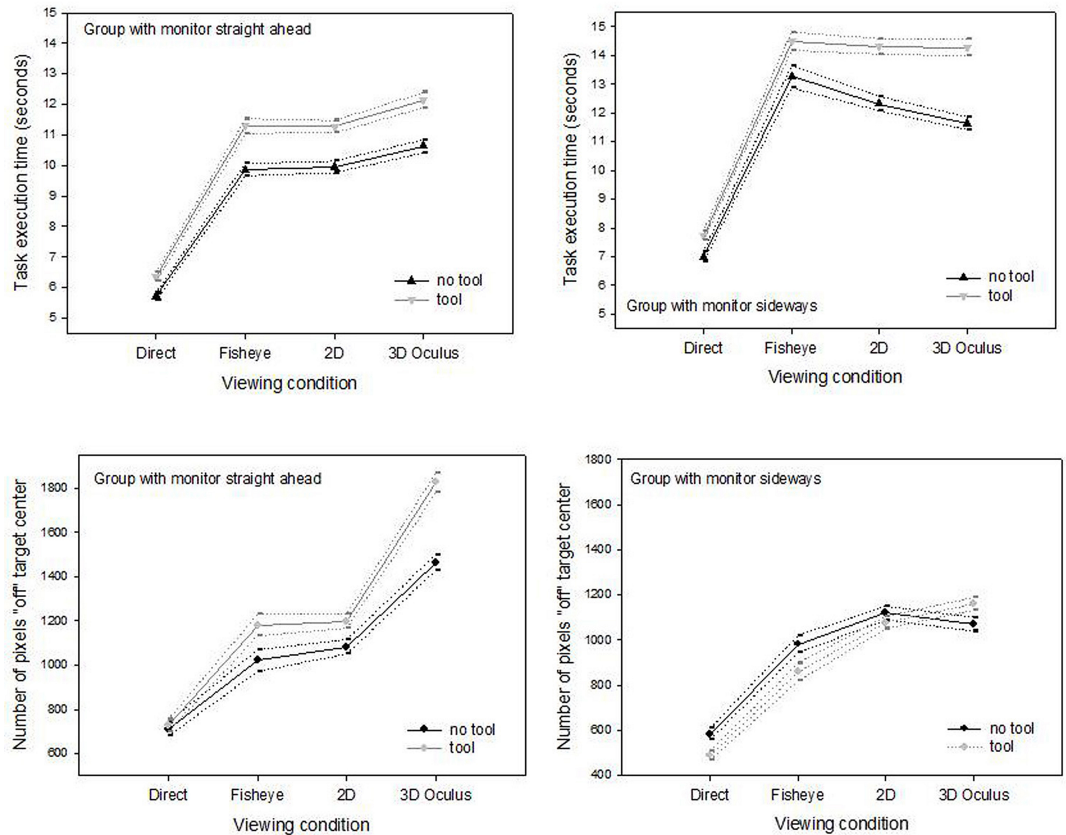 Group with monitor straight ahead
Task execution time (seconds)
15
14
13
12
11
10
9
8
7
6
5
no tool
tool
Direct Fisheye 2D 3D Oculus
Viewing condition
Task execution time (seconds)
15
14
13
12
11
10
9
8
7
6
5
no tool
tool
Group with monitor sideways
Direct Fisheye 2D 3D Oculus
Viewing condition
Group with monitor straight ahead
Number of pixels "off" target center
1800
1600
1400
1200
1000
800
600
no tool
tool
Direct Fisheye 2D 3D Oculus
Viewing condition
Group with monitor sideways
Number of pixels "off" target center
1800
1600
1400
1200
1000
800
600
400
no tool
tool
Direct Fisheye 2D 3D Oculus
Viewing condition